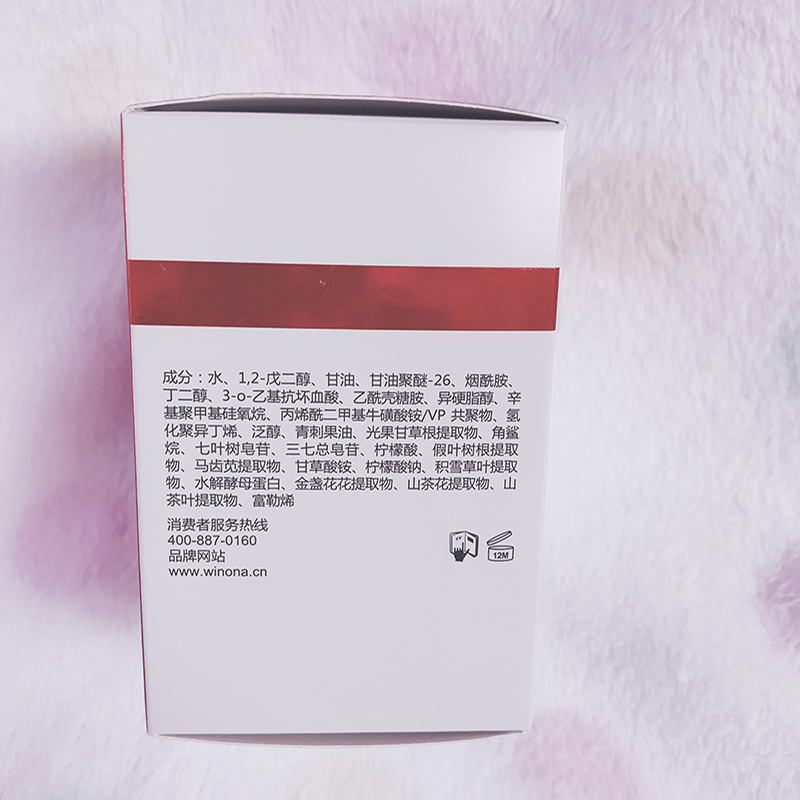 成分：水、1,2-戊二醇、甘油、甘油聚醚-26、烟酰胺、
丁二醇、3-o-乙基抗坏血酸、乙酰壳糖胺、异硬脂醇、辛
基聚甲基硅氧烷、丙烯酰二甲基牛磺酸铵/VP 共聚物、氢
化聚异丁烯、泛醇、青刺果油、光果甘草根提取物、角鲨
烷、七叶树皂苷、三七总皂苷、柠檬酸、假叶树根提取
物、马齿苋提取物、甘草酸铵、柠檬酸钠、积雪草叶提取
物、水解酵母蛋白、金盏花花提取物、山茶花提取物、山
茶叶提取物、富勒烯
消费者服务热线
400-887-0160
品牌网站
www.winona.cn
12M